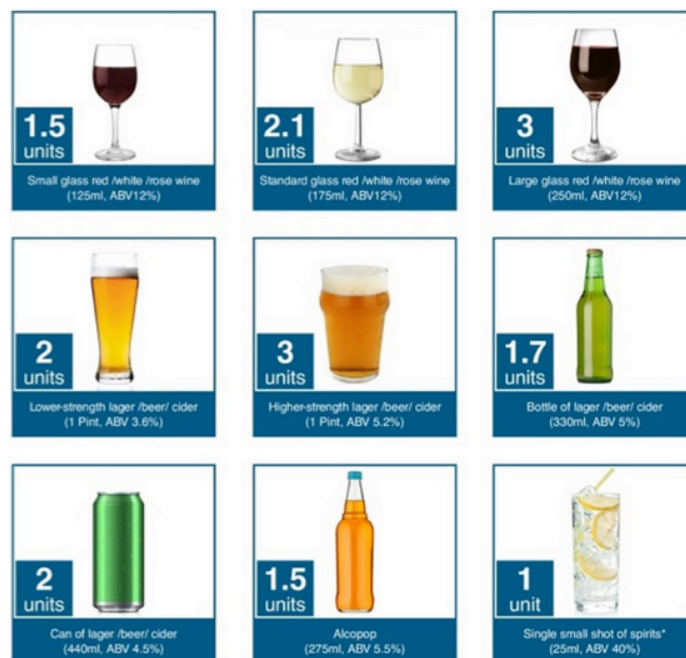 1.5
units
Small glass red /white /rose wine
(125ml, ABV12%)
2.1
units
Standard glass red /white /rose wine
(175ml, ABV12%)
3
units
Large glass red /white /rose wine
(250ml, ABV12%)
2
units
Lower-strength lager /beer/ cider
(1 Pint, ABV 3.6%)
3
units
Higher-strength lager /beer/ cider
(1 Pint, ABV 5.2%)
1.7
units
Bottle of lager /beer/ cider
(330ml, ABV 5%)
2
units
Can of lager /beer/ cider
(440ml, ABV 4.5%)
1.5
units
Alcopop
(275ml, ABV 5.5%)
1
unit
Single small shot of spirits*
(25ml, ABV 40%)